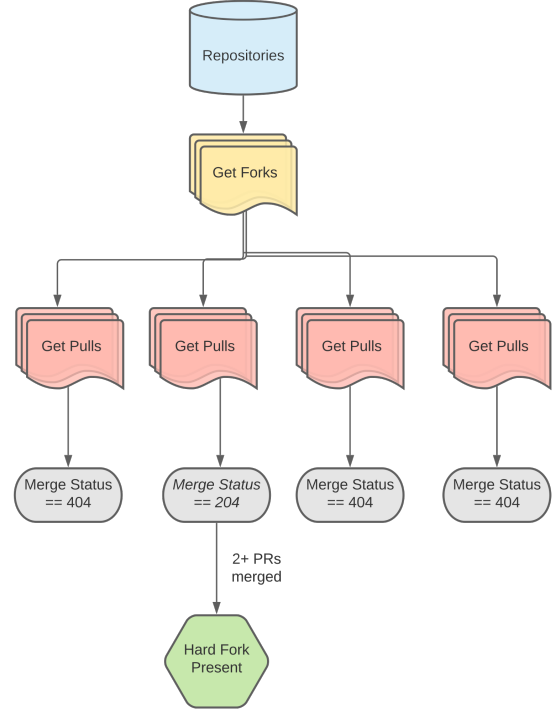 Repositories
Get Forks
Get Pulls
Get Pulls
Get Pulls
Get Pulls
Merge Status
== 404
Merge Status
== 204
Merge Status
== 404
Merge Status
== 404
2+ PRs
merged
Hard Fork
Present